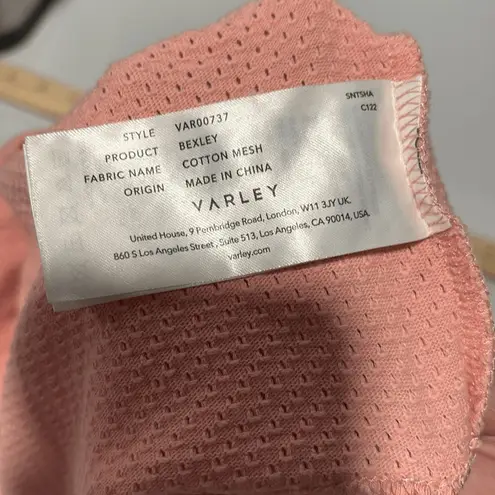 SNTSHA
C122
STYLE VAR00737
PRODUCT BEXLEY
FABRIC NAME COTTON MESH
ORIGIN MADE IN CHINA
VARLEY
United House, 9 Pembridge Road, London, W11 3JY UK.
860 S Los Angeles Street, Suite 513, Los Angeles, CA 90014, USA
varley.com